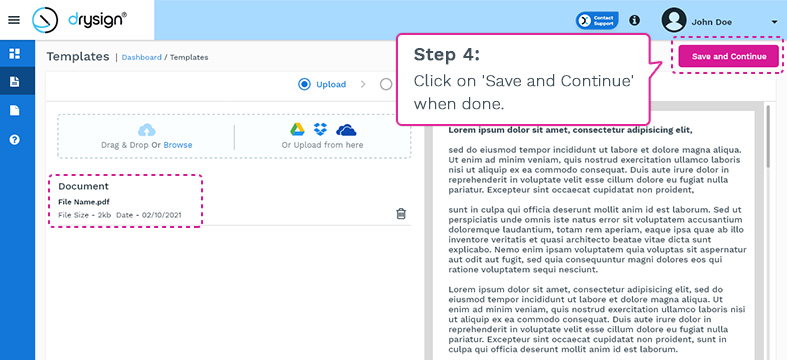 drysign®
Contact
Support
John Doe
Templates | Dashboard / Templates
Save and Continue
Step 4:
Click on 'Save and Continue'
when done.
Upload
Drag & Drop Or Browse
Or Upload from here
Document
File Name.pdf
File Size - 2kb Date - 02/10/2021
Lorem ipsum dolor sit amet, consectetur adipisicing elit,
sed do eiusmod tempor incididunt ut labore et dolore magna aliqua.
Ut enim ad minim veniam, quis nostrud exercitation ullamco laboris
nisi ut aliquip ex ea commodo consequat. Duis aute irure dolor in
reprehenderit in voluptate velit esse cillum dolore eu fugiat nulla
pariatur. Excepteur sint occaecat cupidatat non proident,
sunt in culpa qui officia deserunt mollit anim id est laborum. Sed ut
perspiciatis unde omnis iste natus error sit voluptatem accusantium
doloremque laudantium, totam rem aperiam, eaque ipsa quae ab illo
inventore veritatis et quasi architecto beatae vitae dicta sunt
explicabo. Nemo enim ipsam voluptatem quia voluptas sit aspernatur
aut odit aut fugit, sed quia consequuntur magni dolores eos qui
ratione voluptatem sequi nesciunt.
Lorem ipsum dolor sit amet, consectetur adipisicing elit, sed do
eiusmod tempor incididunt ut labore et dolore magna aliqua. Ut
enim ad minim veniam, quis nostrud exercitation ullamco laboris nisi
ut aliquip ex ea commodo consequat. Duis aute irure dolor in
reprehenderit in voluptate velit esse cillum dolore eu fugiat nulla
pariatur. Excepteur sint occaecat cupidatat non proident, sunt in
culpa qui officia deserunt mollit anim id est laborum.